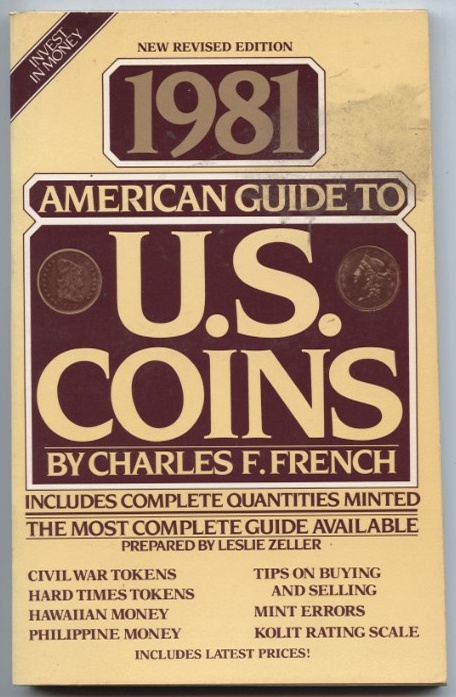 INVEST
IN MONEY
NEW REVISED EDITION
1981
AMERICAN GUIDE TO
U.S.
COINS
BY CHARLES F. FRENCH
INCLUDES COMPLETE QUANTITIES MINTED
THE MOST COMPLETE GUIDE AVAILABLE
PREPARED BY LESLIE ZELLER
CIVIL WAR TOKENS
HARD TIMES TOKENS
HAWAIIAN MONEY
PHILIPPINE MONEY
TIPS ON BUYING
AND SELLING
MINT ERRORS
KOLIT RATING SCALE
INCLUDES LATEST PRICES!